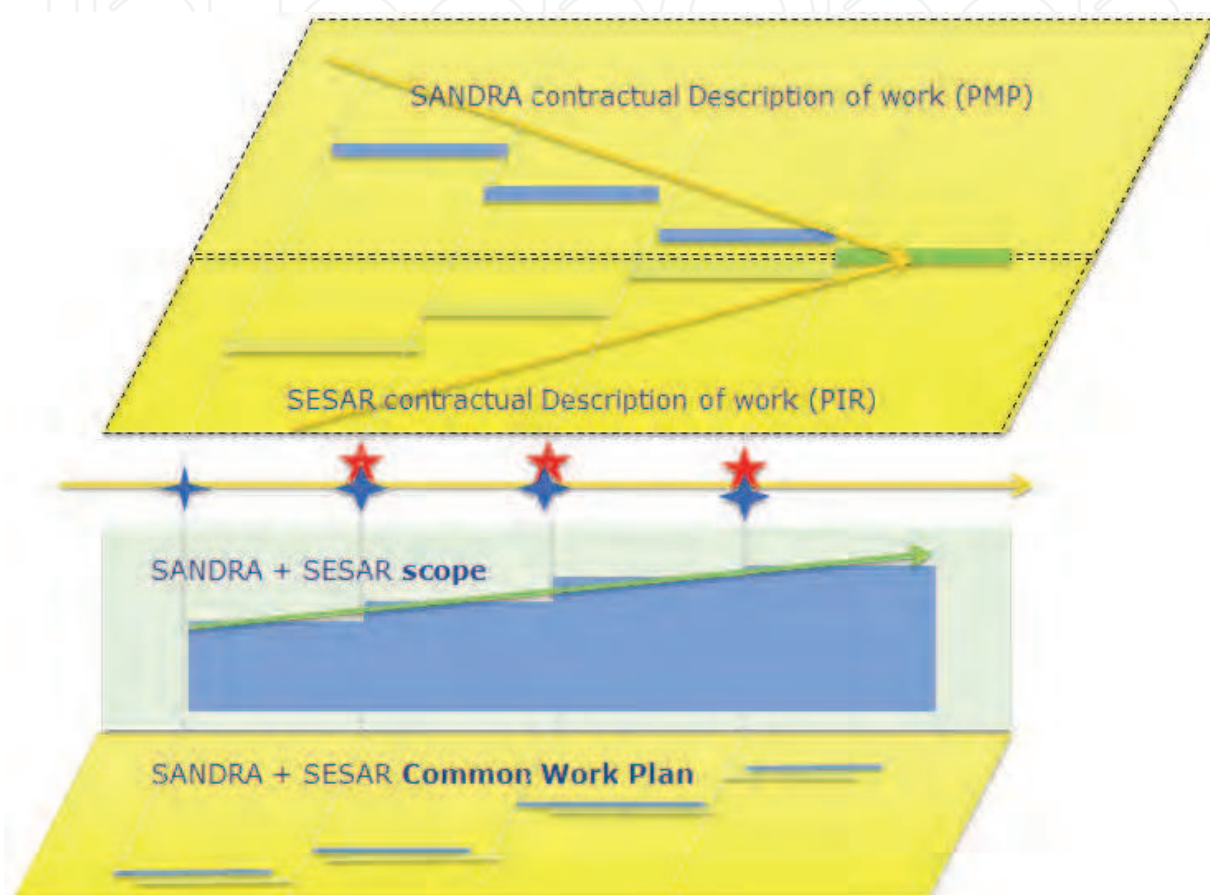 SANDRA contractual Description of work (PMP)
SESAR contractual Description of work (PIR)
SANDRA + SESAR scope
SANDRA + SESAR Common Work Plan